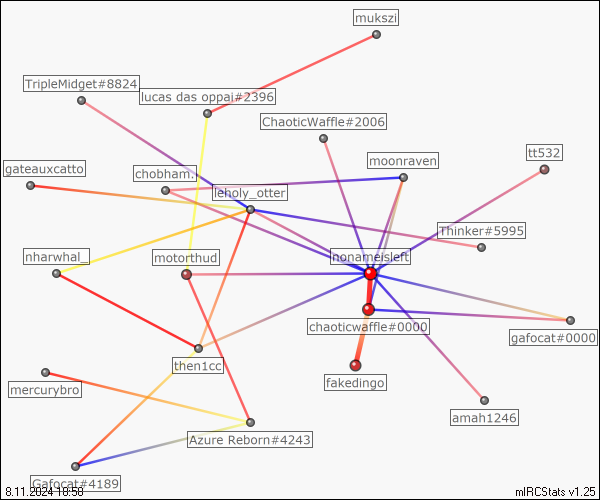 mukszi
TripleMidget#8824
lucas das oppai#2396
ChaoticWaffle#2006
tt532
moonraven
gateauxcatto
chobham.
leholy_otter
Thinker#5995
nharwhal_
motorthud
nonameisleft
chaoticwaffle#0000
gafocat#0000
then1cc
mercurybro
fakedingo
amah1246
Azure Reborn#4243
Gafocat#4189
8.11.2024 18:58
mIRCStats v1.25